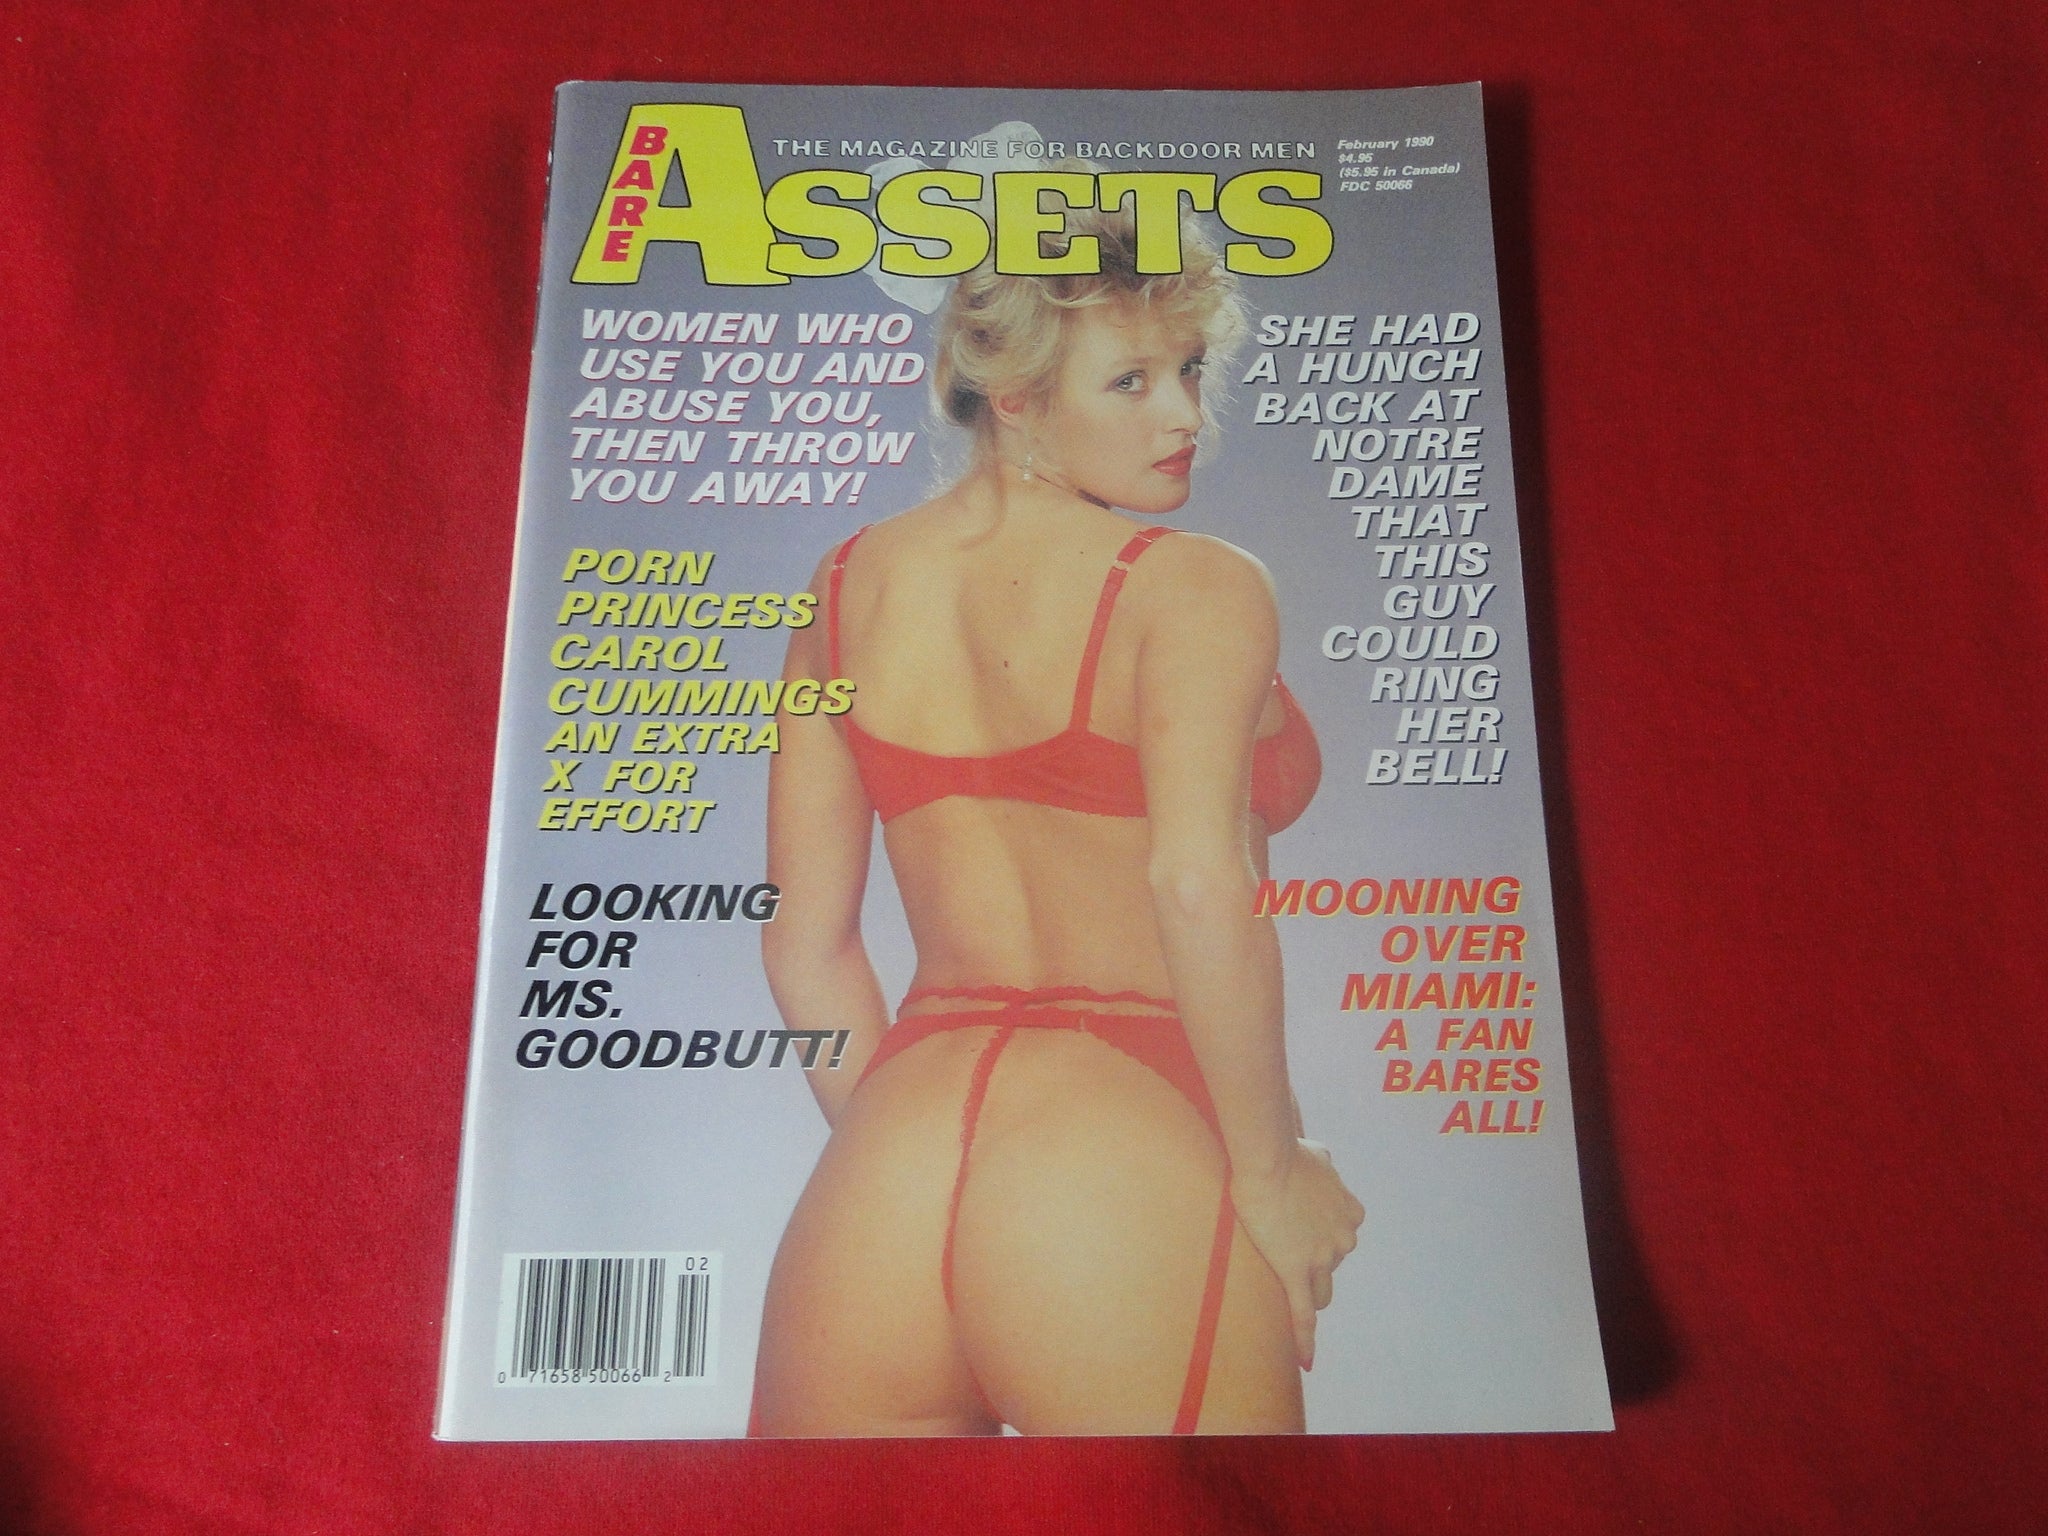 BARE
THE MAGAZINE FOR BACKDOOR MEN
ASSETS
February 1990
$4.95
($5.95 in Canada)
FDC 50066
WOMEN WHO
USE YOU AND
ABUSE YOU,
THEN THROW
YOU AWAY!
PORN
PRINCESS
CAROL
CUMMINGS
AN EXTRA
X FOR
EFFORT
LOOKING
FOR
MS.
GOODBUTT!
SHE HAD
A HUNCH
BACK AT
NOTRE
DAME
THAT
THIS
GUY
COULD
RING
HER
BELL!
MOONING
OVER
MIAMI:
A FAN
BARES
ALL!
02
0 71658 50066 2